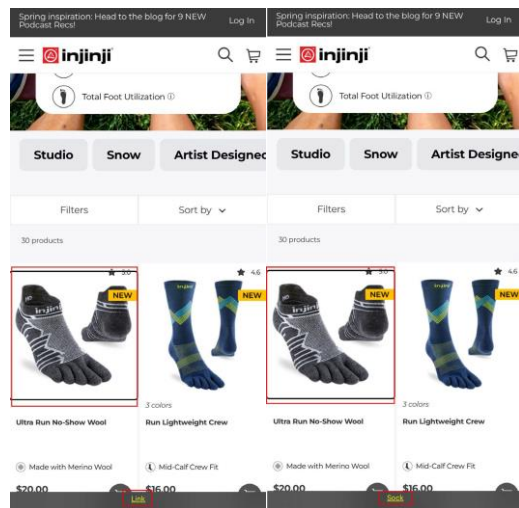 Spring inspiration: Head to the blog for 9 NEW
Podcast Recs!
Log In
injinji
Total Foot Utilization ⓘ
Studio Snow Artist Designed
Filters Sort by
30 products
5.0
NEW
4.6
NEW
3 colors
Ultra Run No-Show Wool
Run Lightweight Crew
Made with Merino Wool
Mid-Calf Crew Fit
$20.00
$16.00
Link
Spring inspiration: Head to the blog for 9 NEW
Podcast Recs!
Log In
injinji
Total Foot Utilization ⓘ
Studio Snow Artist Designe
Filters Sort by
30 products
5.0
NEW
4.6
NEW
3 colors
Ultra Run No-Show Wool
Run Lightweight Crew
Made with Merino Wool
Mid-Calf Crew Fit
$20.00
$16.00
Sock